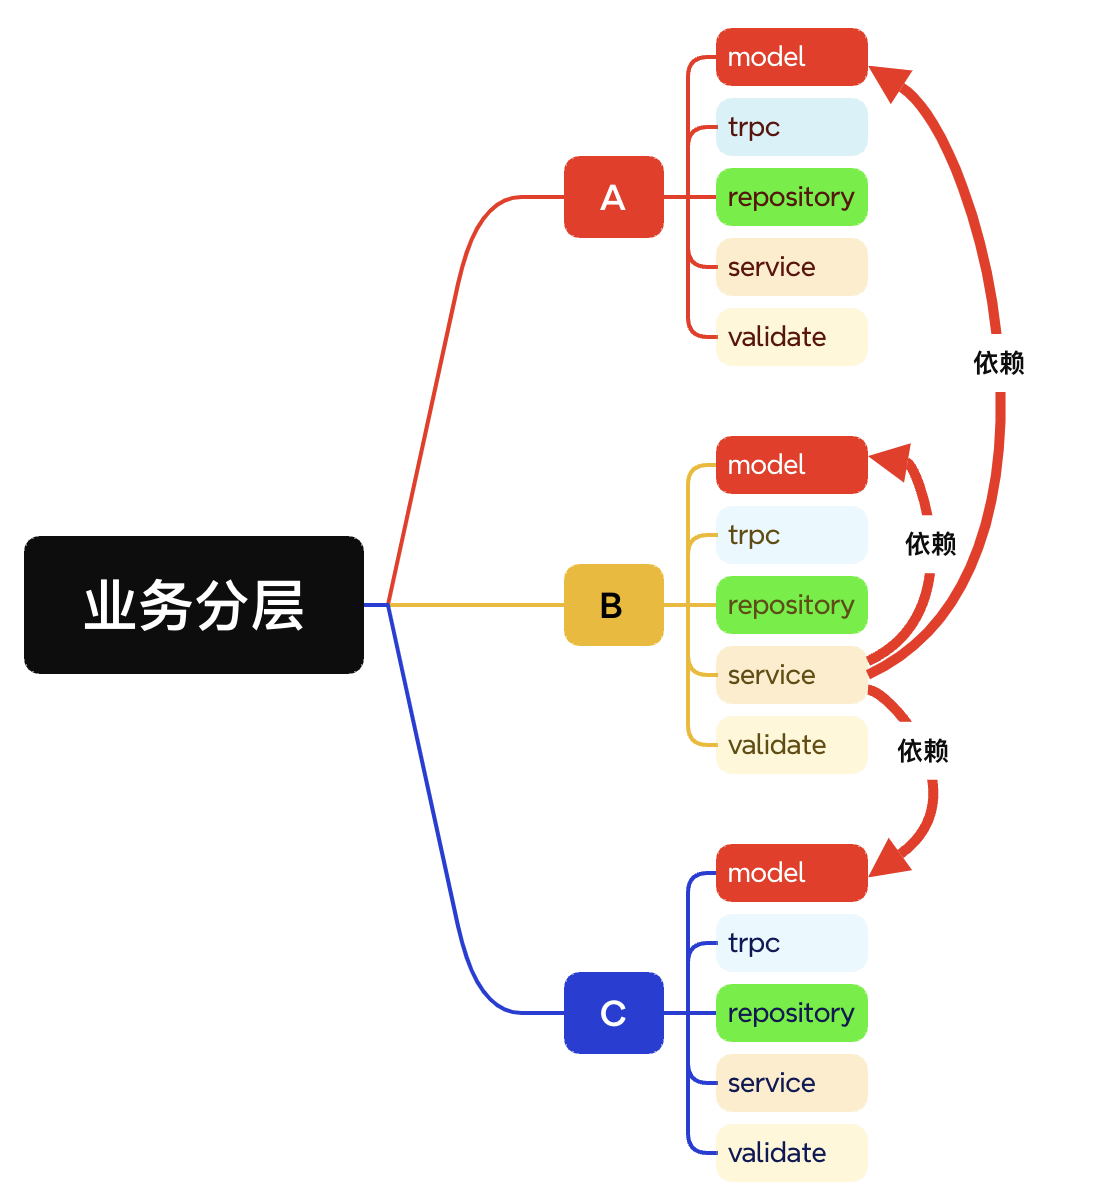 业务分层
A
model
trpc
repository
service
validate
依赖
B
model
trpc
repository
service
validate
依赖
依赖
C
model
trpc
repository
service
validate